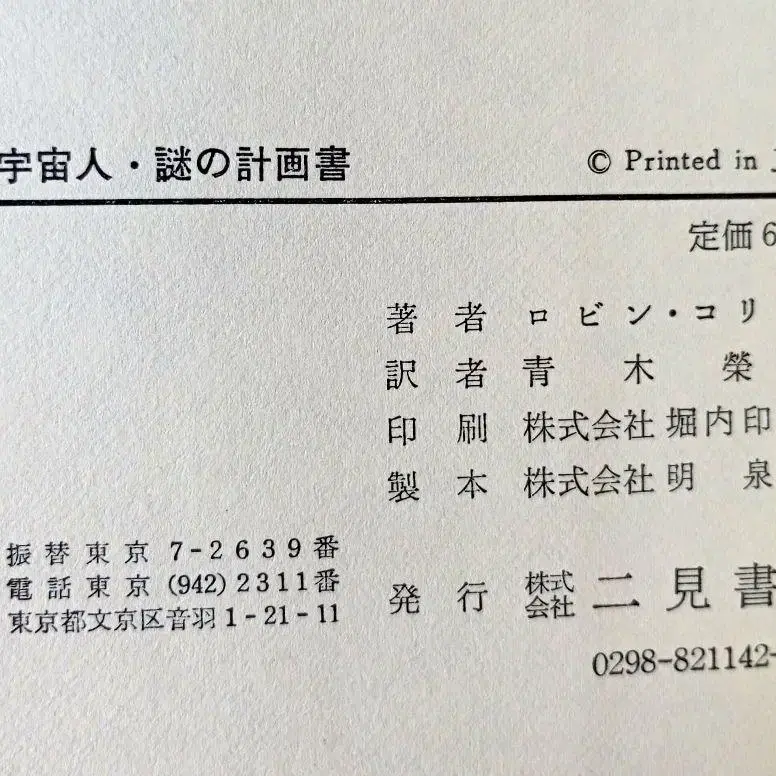 宇宙人・謎の計画書
© Printed in
定価6
著者 ロビン・コリ
訳者 青木榮
印刷 株式会社 堀内印
製本 株式会社 明泉
振替東京 7-2639番
電話東京 (942)2311番
東京都文京区音羽1-21-11
発行 株式会社 二見書
0298-821142-